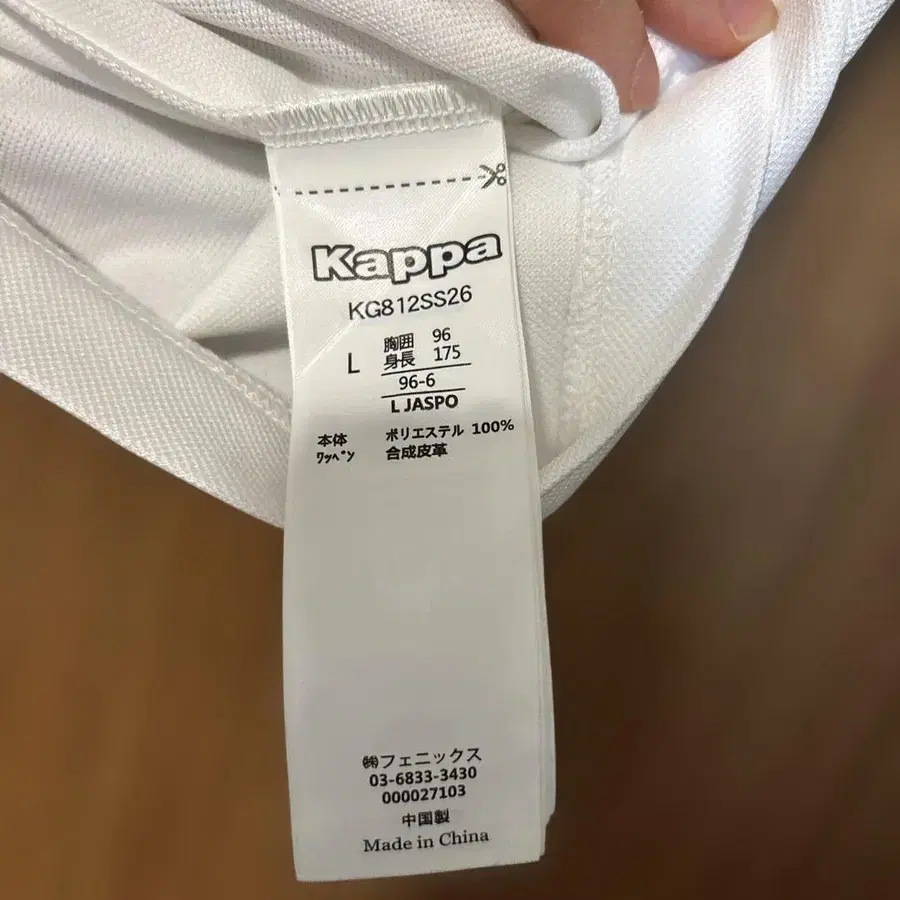 Kappa
KG812SS26
L 胸囲 96
身長 175
96-6
L JASPO
本体 ポリエステル 100%
ワッペン 合成皮革
㈱フェニックス
03-6833-3430
000027103
中国製
Made in China